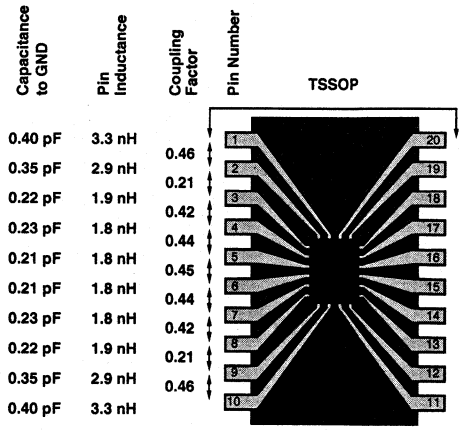 Capacitance
to GND
Pin
Inductance
Coupling
Factor
Pin Number
TSSOP
0.40 pF 3.3 nH 1 20
0.46
0.35 pF 2.9 nH 2 19
0.21
0.22 pF 1.9 nH 3 18
0.42
0.23 pF 1.8 nH 4 17
0.44
0.21 pF 1.8 nH 5 16
0.45
0.21 pF 1.8 nH 6 15
0.44
0.23 pF 1.8 nH 7 14
0.42
0.22 pF 1.9 nH 8 13
0.21
0.35 pF 2.9 nH 9 12
0.46
0.40 pF 3.3 nH 10 11